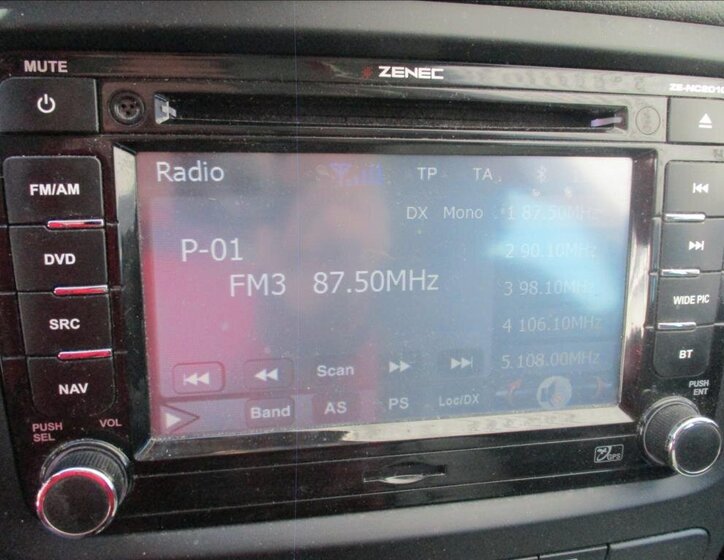 MUTE
ZENEC
FM/AM
DVD
SRC
NAV
PUSH
SEL
VOL
Radio
TP
TA
DX
Mono
P-01
FM3
87.50MHz
1 87.50MHz
2 90.10MHz
3 98.10MHz
4 106.10MHz
5 108.00MHz
Scan
Band
AS
PS
Loc/DX
WIDE PIC
BT
PUSH
ENT
GPS